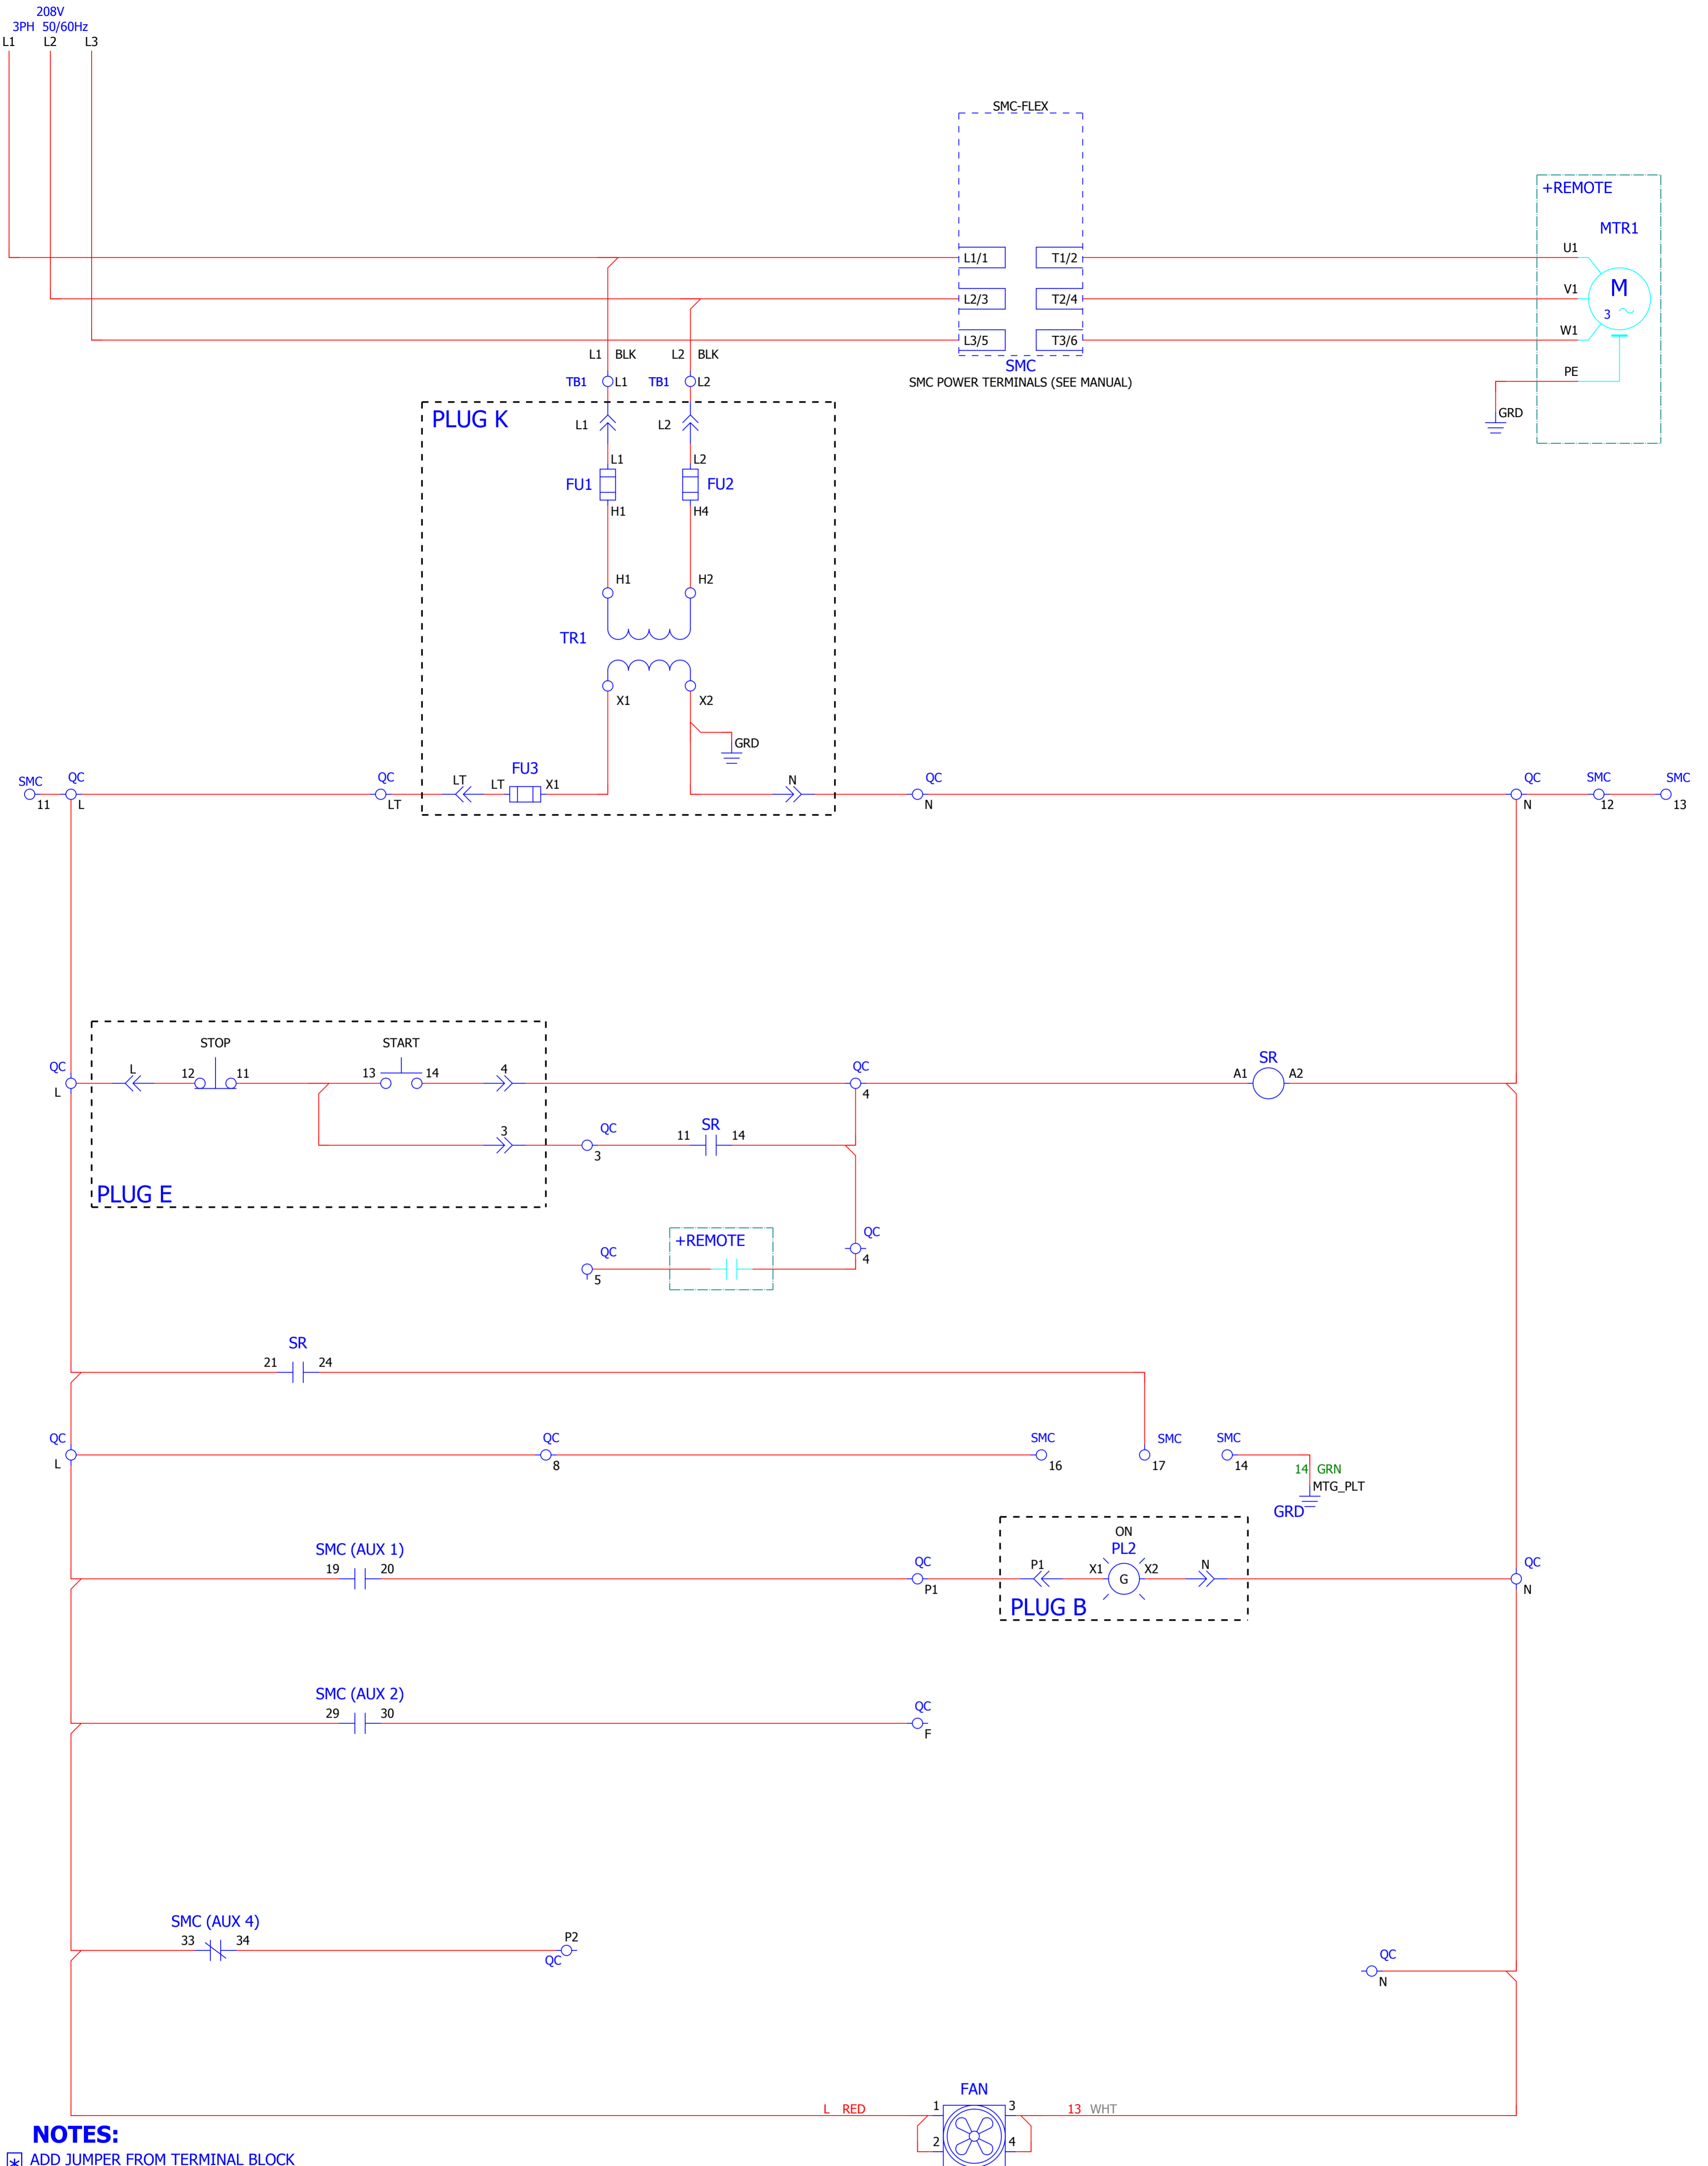 208V
3PH 50/60Hz
L1 L2 L3
SMC-FLEX
+REMOTE
MTR1
L1/1 T1/2 U1
L2/3 T2/4 V1
M
3
L3/5 T3/6 W1
SMC
SMC POWER TERMINALS (SEE MANUAL)
PE
GRD
L1 BLK L2 BLK
TB1 L1 TB1 L2
PLUG K
L1 L2
L1 L2
FU1 FU2
H1 H4
H1 H2
TR1
X1 X2
GRD
SMC QC QC LT LT FU3 X1 N QC QC SMC SMC
11 L LT N N 12 13
STOP START
QC L 12 11 13 14 4 QC A1 SR A2
L 4
3 QC 11 SR 14
3
PLUG E
+REMOTE
QC QC
5 4
SR
21 24
QC QC SMC SMC SMC
L 8 16 17 14
14 GRN
MTG_PLT
GRD
ON
PL2
SMC (AUX 1)
19 20 QC P1 X1 G X2 N QC
P1 N
PLUG B
SMC (AUX 2)
29 30 QC
F
SMC (AUX 4)
33 34 P2
QC
QC
N
FAN
L RED 1 3 13 WHT
2 4
NOTES:
* ADD JUMPER FROM TERMINAL BLOCK